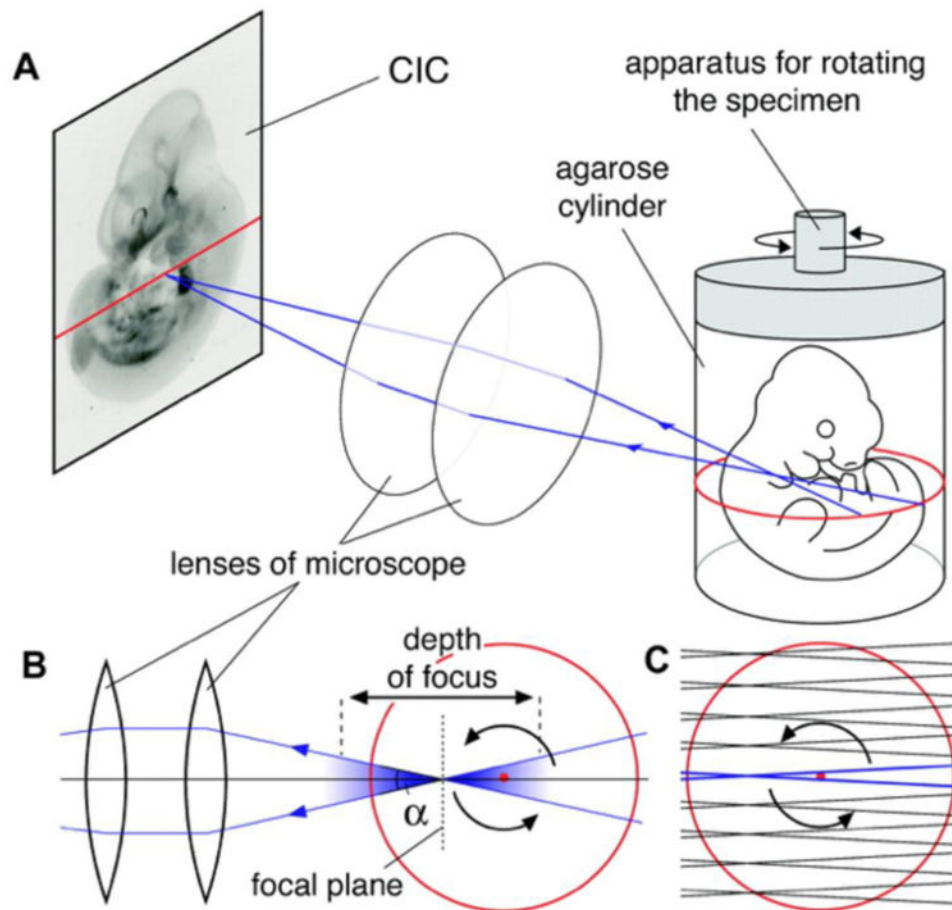 A
CIC
apparatus for rotating
the specimen
agarose
cylinder
lenses of microscope
B
depth
of focus
α
focal plane
C